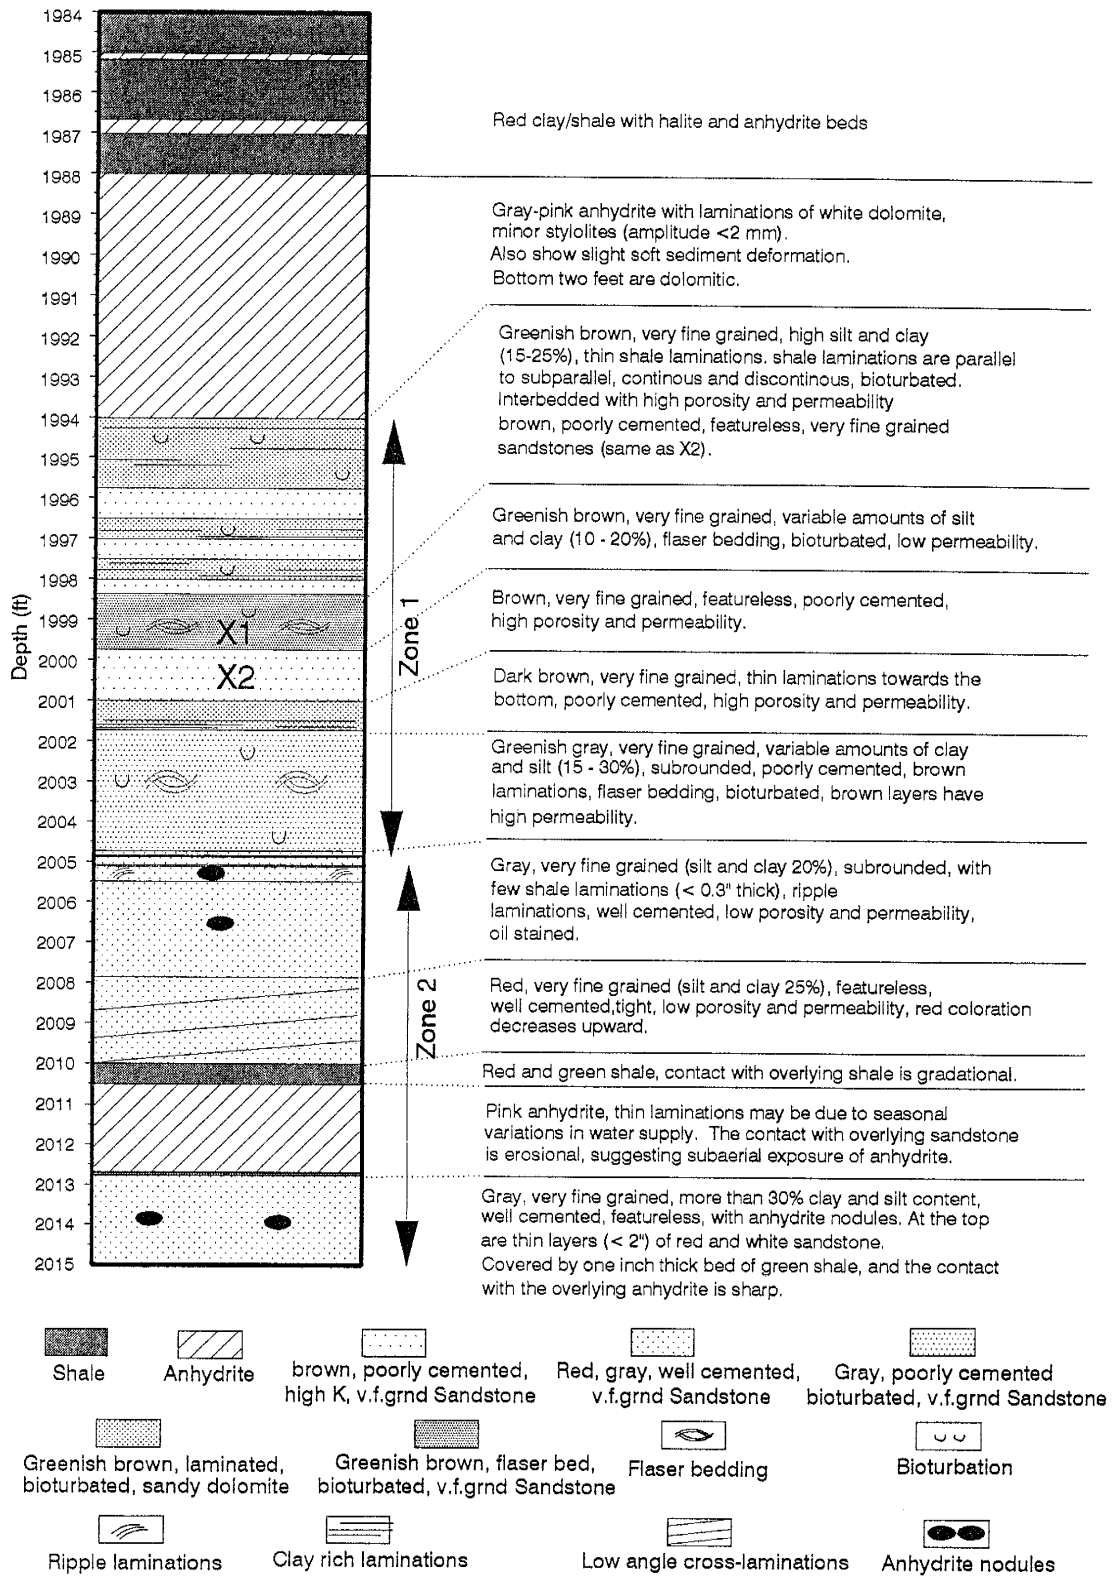 1984
1985
1986
1987
1988
1989
1990
1991
1992
1993
1994
1995
1996
1997
1998
1999
2000
2001
2002
2003
2004
2005
2006
2007
2008
2009
2010
2011
2012
2013
2014
2015
Depth (ft)
X1
X2
Zone 1
Zone 2
Red clay/shale with halite and anhydrite beds
Gray-pink anhydrite with laminations of white dolomite,
minor stylolites (amplitude <2 mm).
Also show slight soft sediment deformation.
Bottom two feet are dolomitic.
Greenish brown, very fine grained, high silt and clay
(15-25%), thin shale laminations. shale laminations are parallel
to subparallel, continous and discontinous, bioturbated.
Interbedded with high porosity and permeability
brown, poorly cemented, featureless, very fine grained
sandstones (same as X2).
Greenish brown, very fine grained, variable amounts of silt
and clay (10 - 20%), flaser bedding, bioturbated, low permeability.
Brown, very fine grained, featureless, poorly cemented,
high porosity and permeability.
Dark brown, very fine grained, thin laminations towards the
bottom, poorly cemented, high porosity and permeability.
Greenish gray, very fine grained, variable amounts of clay
and silt (15 - 30%), subrounded, poorly cemented, brown
laminations, flaser bedding, bioturbated, brown layers have
high permeability.
Gray, very fine grained (silt and clay 20%), subrounded, with
few shale laminations (< 0.3" thick), ripple
laminations, well cemented, low porosity and permeability,
oil stained.
Red, very fine grained (silt and clay 25%), featureless,
well cemented,tight, low porosity and permeability, red coloration
decreases upward.
Red and green shale, contact with overlying shale is gradational.
Pink anhydrite, thin laminations may be due to seasonal
variations in water supply. The contact with overlying sandstone
is erosional, suggesting subaerial exposure of anhydrite.
Gray, very fine grained, more than 30% clay and silt content,
well cemented, featureless, with anhydrite nodules. At the top
are thin layers (< 2") of red and white sandstone.
Covered by one inch thick bed of green shale, and the contact
with the overlying anhydrite is sharp.
Shale
Anhydrite
brown, poorly cemented,
high K, v.f.grnd Sandstone
Red, gray, well cemented,
v.f.grnd Sandstone
Gray, poorly cemented
bioturbated, v.f.grnd Sandstone
Greenish brown, laminated,
bioturbated, sandy dolomite
Greenish brown, flaser bed,
bioturbated, v.f.grnd Sandstone
Flaser bedding
Bioturbation
Ripple laminations
Clay rich laminations
Low angle cross-laminations
Anhydrite nodules